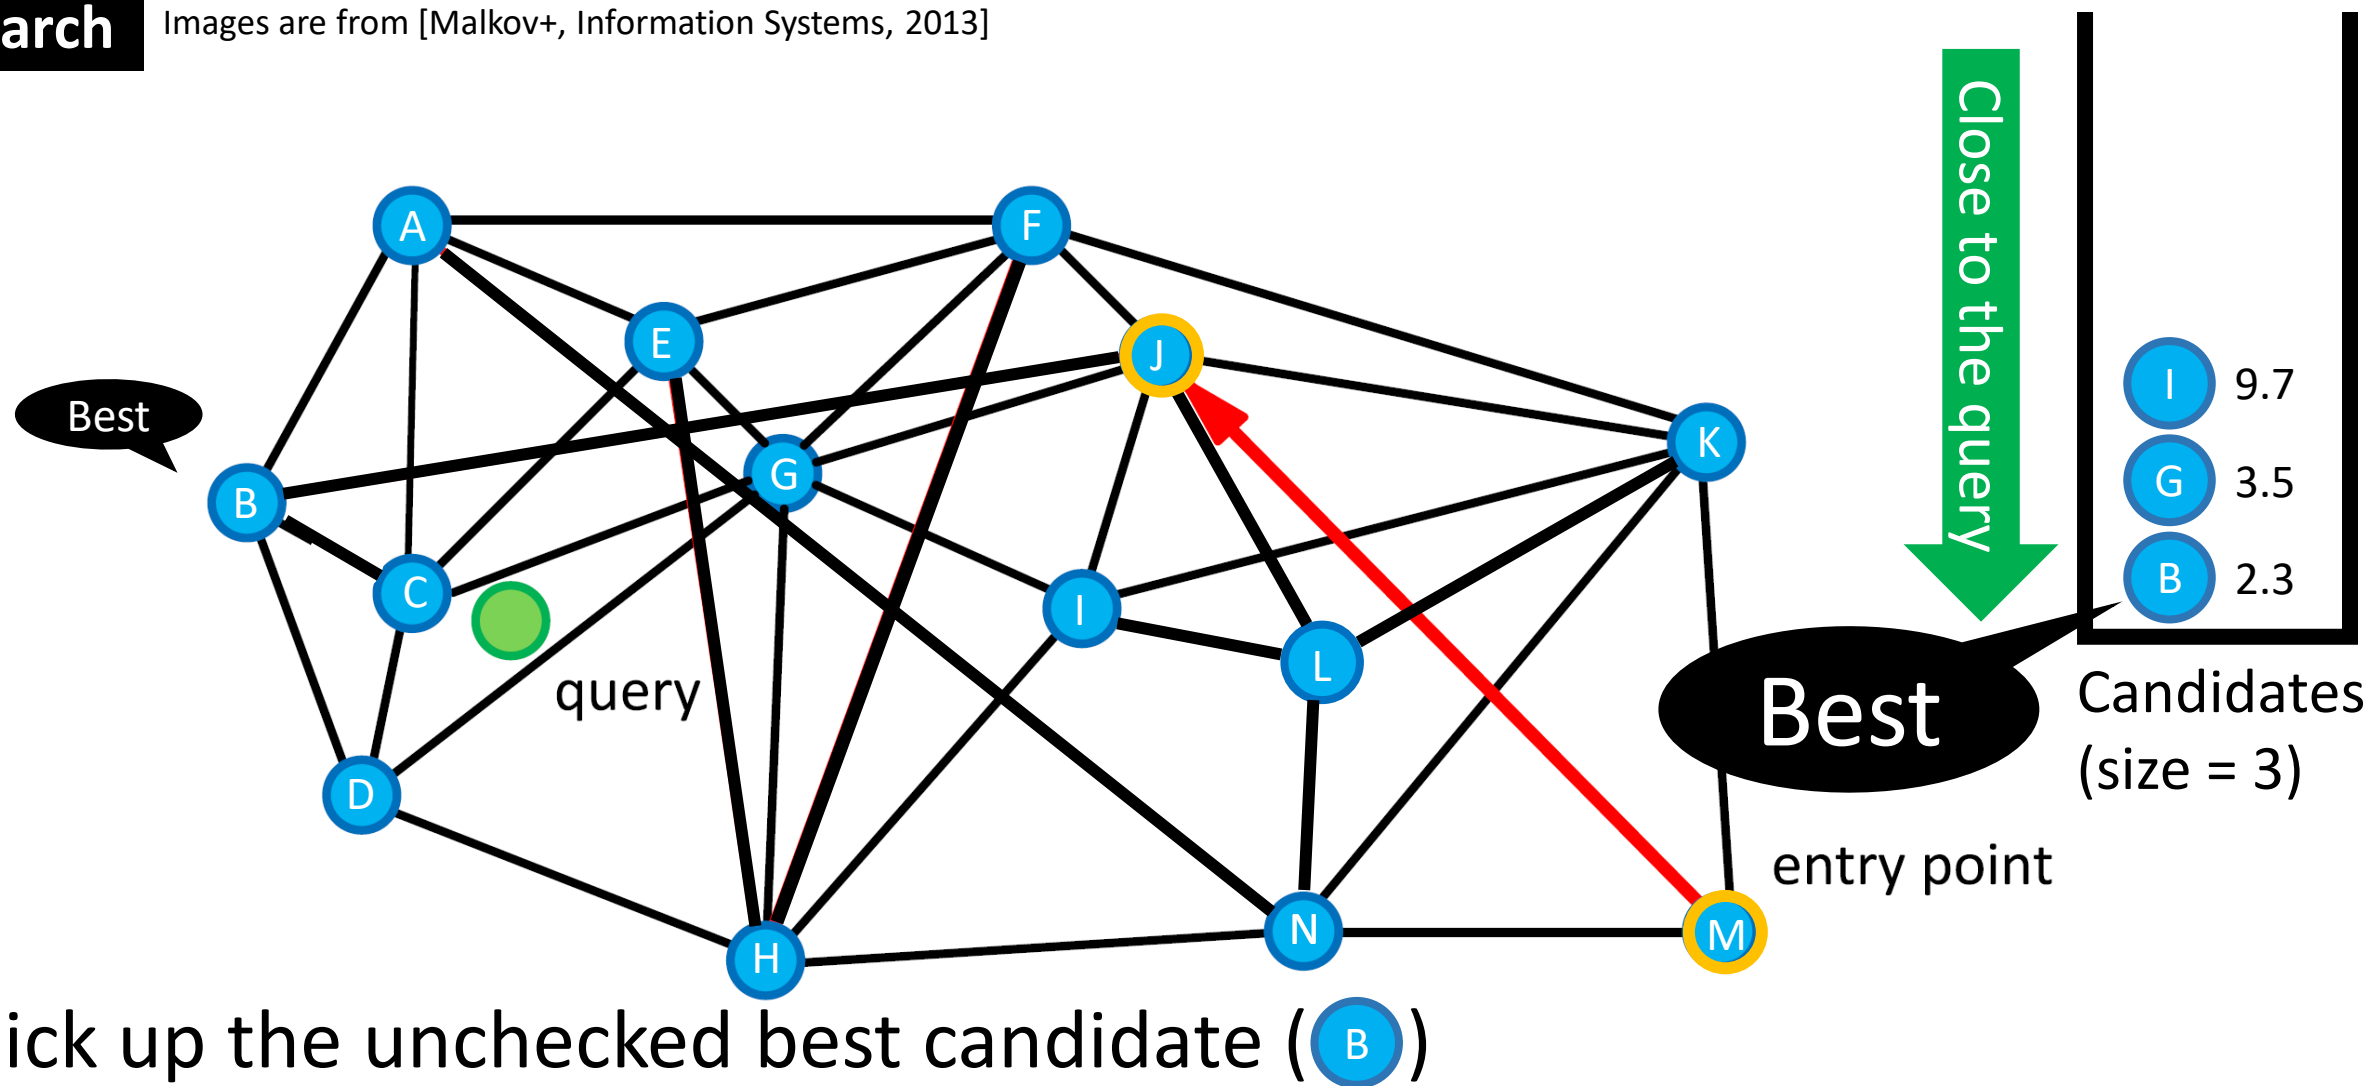 arch
Images are from [Malkov+, Information Systems, 2013]
Close to the query
A
F
E
J
I 9.7
Best
K
G
G 3.5
B
B 2.3
C
I
L
query
Best
Candidates
(size = 3)
D
entry point
N
M
H
ick up the unchecked best candidate ( B )